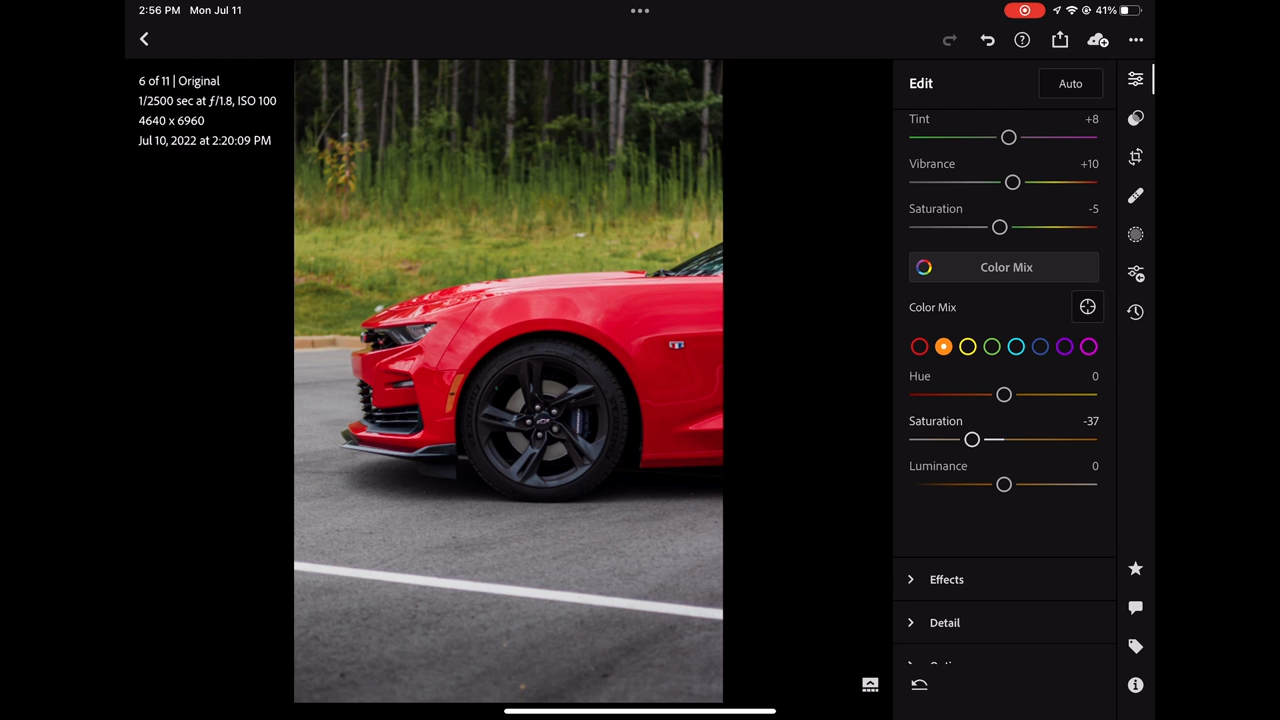 2:56 PM Mon Jul 11
41%
6 of 11 | Original
1/2500 sec at ƒ/1.8, ISO 100
4640 x 6960
Jul 10, 2022 at 2:20:09 PM
Edit
Auto
Tint +8
Vibrance +10
Saturation -5
Color Mix
Color Mix
Hue 0
Saturation -37
Luminance 0
Effects
Detail